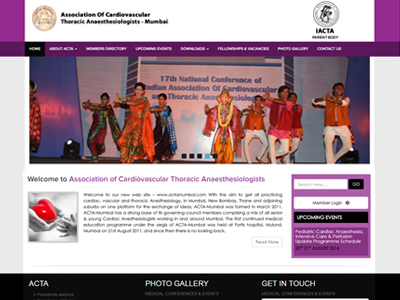 Association Of Cardiovascular
Thoracic Anaesthesiologists - Mumbai
IACTA
PARENT BODY
HOME
ABOUT ACTA
MEMBERS DIRECTORY
UPCOMING EVENTS
DOWNLOADS
FELLOWSHIPS & VACANCIES
PHOTO GALLERY
CONTACT US
17th National Conference of
Indian Association Of Cardiovascular
and Thoracic Anaesthesiologists
Welcome to Association of Cardiovascular Thoracic Anaesthesiologists
Welcome to our new web site - www.actamumbai.com With the aim to get all practicing
cardiac, vascular and thoracic Anaesthesiology, in Mumbai, New Bombay, Thane and adjoining
suburbs on one platform for the exchange of ideas, ACTA-Mumbai was formed in March 2011.
ACTA-Mumbai has a strong base of its governing council members comprising a mix of all senior
& young Cardiac Anesthesiologists working in and around Mumbai. The first continued medical
education programme under the aegis of ACTA-Mumbai was held at fortis hospital, Mulund,
Mumbai on 21st August 2011; and since then there is no looking back.
Read More
Search here...
GO
Member Login
UPCOMING EVENTS
Pediatric Cardiac Anaesthesia,
Intensive Care & Perfusion
Update Programme Schedule
ACTA
PHOTO GALLERY
GET IN TOUCH
MEDICAL CONFERENCES & EVENTS
MEDICAL CONFERENCES & EVENTS